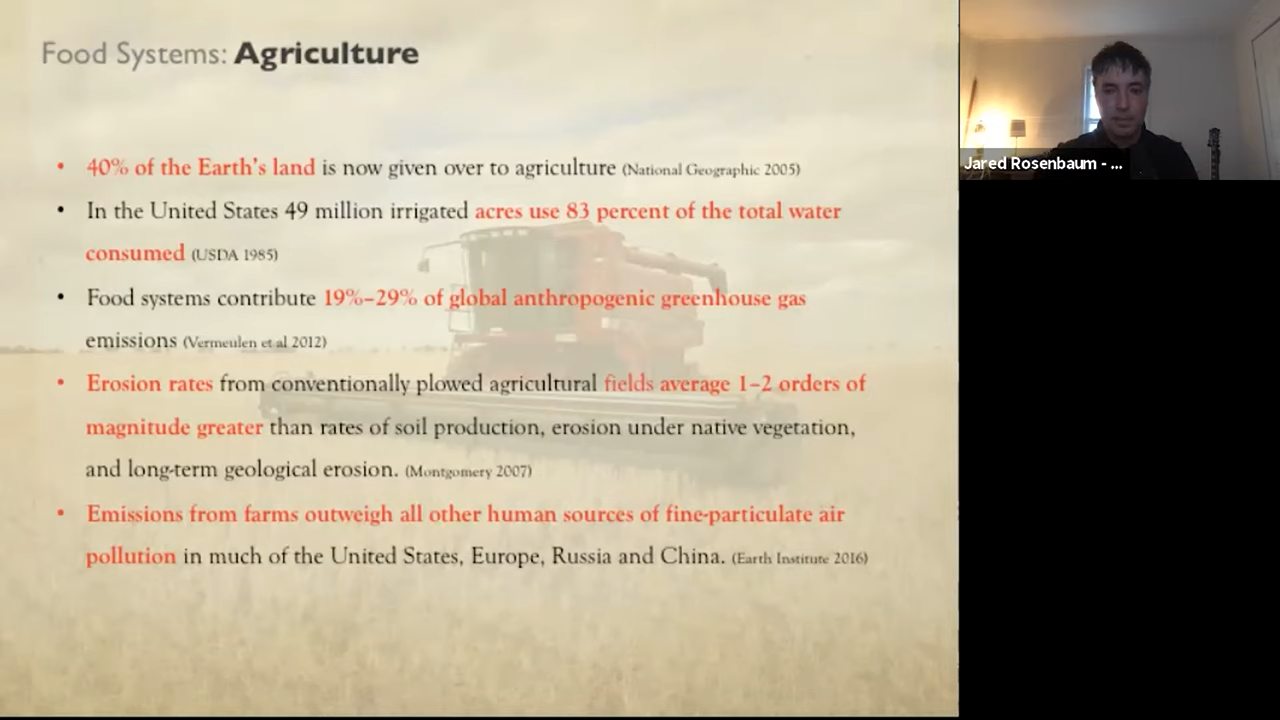 Food Systems: Agriculture
• 40% of the Earth's land is now given over to agriculture (National Geographic 2005)
• In the United States 49 million irrigated acres use 83 percent of the total water
consumed (USDA 1985)
• Food systems contribute 19%–29% of global anthropogenic greenhouse gas
emissions (Vermeulen et al 2012)
• Erosion rates from conventionally plowed agricultural fields average 1–2 orders of
magnitude greater than rates of soil production, erosion under native vegetation,
and long-term geological erosion. (Montgomery 2007)
• Emissions from farms outweigh all other human sources of fine-particulate air
pollution in much of the United States, Europe, Russia and China. (Earth Institute 2016)
Jared Rosenbaum - ...